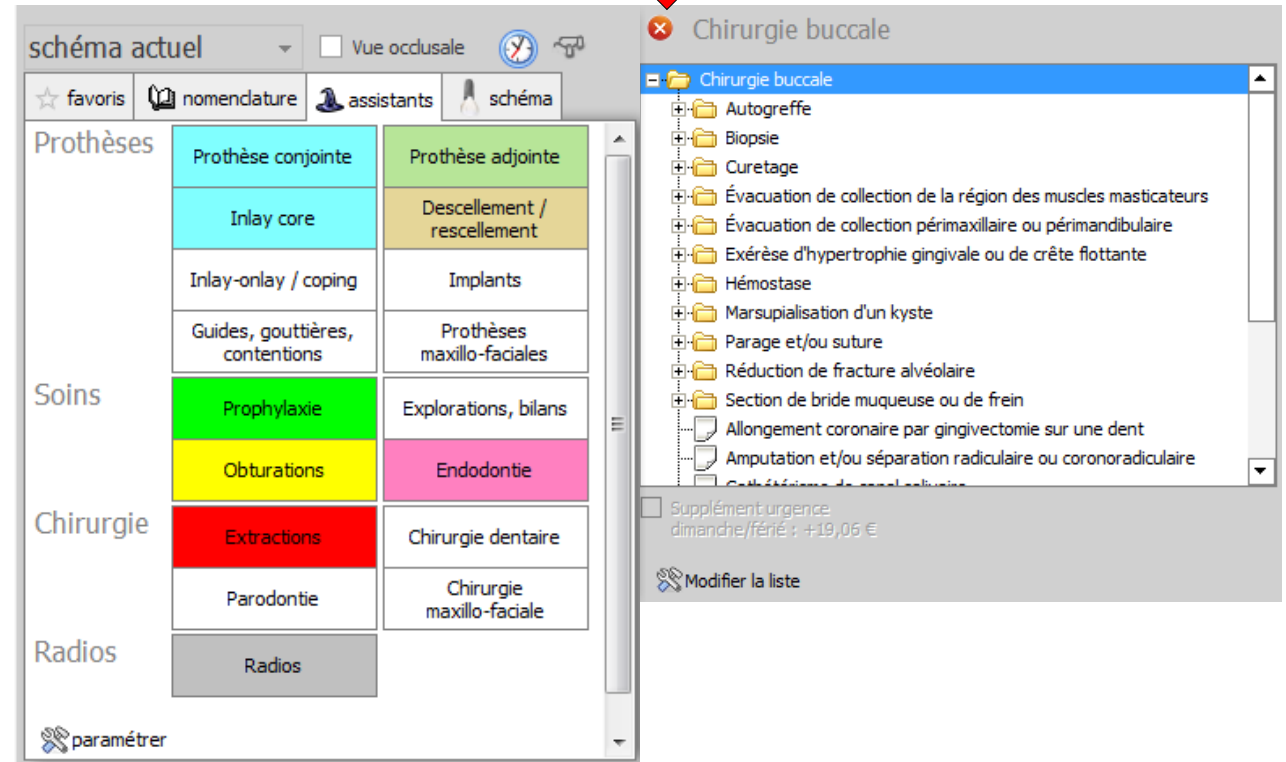 schéma actuel
Vue occlusale
favoris
nomenclature
assistants
schéma
Prothèses
Prothèse conjointe
Prothèse adjointe
Inlay core
Descellement /
rescellement
Inlay-onlay / coping
Implants
Guides, gouttières,
contentions
Prothèses
maxillo-faciales
Soins
Prophylaxie
Explorations, bilans
Obturations
Endodontie
Chirurgie
Extractions
Chirurgie dentaire
Parodontie
Chirurgie
maxillo-faciale
Radios
Radios
paramétrer
Chirurgie buccale
Chirurgie buccale
Autogreffe
Biopsie
Curetage
Évacuation de collection de la région des muscles masticateurs
Évacuation de collection périmaxillaire ou périmandibulaire
Exérèse d'hypertrophie gingivale ou de crête flottante
Hémostase
Marsupialisation d'un kyste
Parage et/ou suture
Réduction de fracture alvéolaire
Section de bride muqueuse ou de frein
Allongement coronaire par gingivectomie sur une dent
Amputation et/ou séparation radiculaire ou coronoradiculaire
Cathétérisme de canal salivaire
Supplément urgence
dimanche/férié : +19,06 €
Modifier la liste